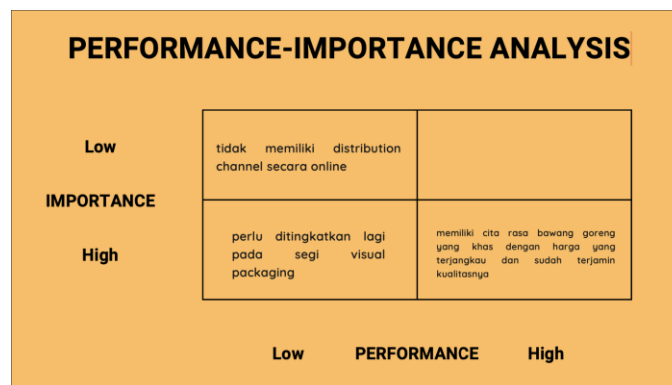 PERFORMANCE-IMPORTANCE ANALYSIS
Low
tidak memiliki distribution
channel secara online
IMPORTANCE
High
perlu ditingkatkan lagi
pada segi visual
packaging
memiliki cita rasa bawang goreng
yang khas dengan harga yang
terjangkau dan sudah terjamin
kualitasnya
Low PERFORMANCE High